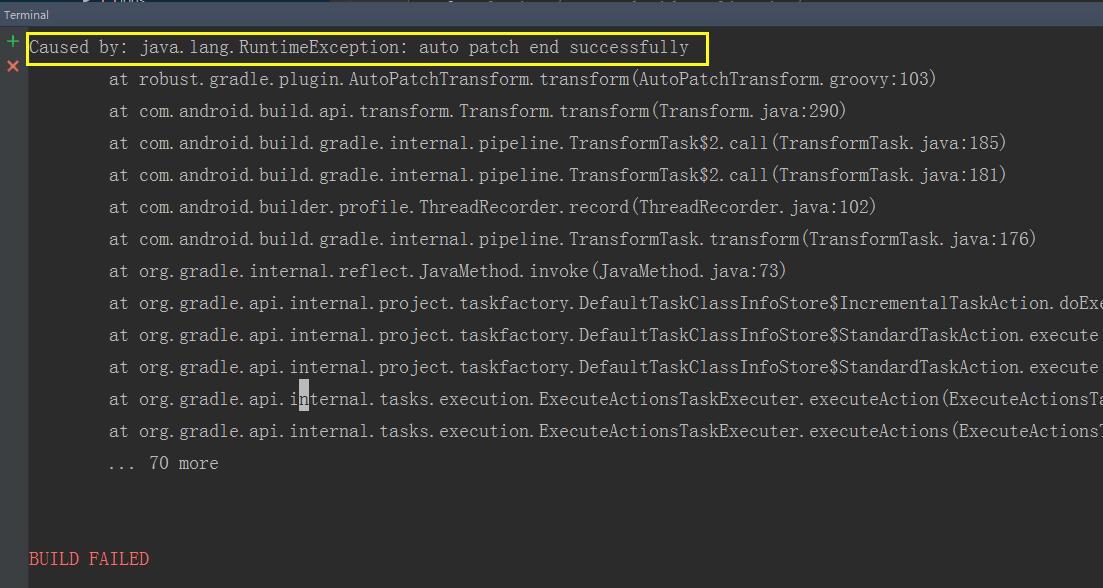 Terminal
Caused by: java.lang.RuntimeException: auto patch end successfully
at robust.gradle.plugin.AutoPatchTransform.transform(AutoPatchTransform.groovy:103)
at com.android.build.api.transform.Transform.transform(Transform.java:290)
at com.android.build.gradle.internal.pipeline.TransformTask$2.call(TransformTask.java:185)
at com.android.build.gradle.internal.pipeline.TransformTask$2.call(TransformTask.java:181)
at com.android.builder.profile.ThreadRecorder.record(ThreadRecorder.java:102)
at com.android.build.gradle.internal.pipeline.TransformTask.transform(TransformTask.java:176)
at org.gradle.internal.reflect.JavaMethod.invoke(JavaMethod.java:73)
at org.gradle.api.internal.project.taskfactory.DefaultTaskClassInfoStore$IncrementalTaskAction.doExe
at org.gradle.api.internal.project.taskfactory.DefaultTaskClassInfoStore$StandardTaskAction.execute
at org.gradle.api.internal.project.taskfactory.DefaultTaskClassInfoStore$StandardTaskAction.execute
at org.gradle.api.internal.tasks.execution.ExecuteActionsTaskExecuter.executeAction(ExecuteActionsTa
at org.gradle.api.internal.tasks.execution.ExecuteActionsTaskExecuter.executeActions(ExecuteActionsT
... 70 more
BUILD FAILED